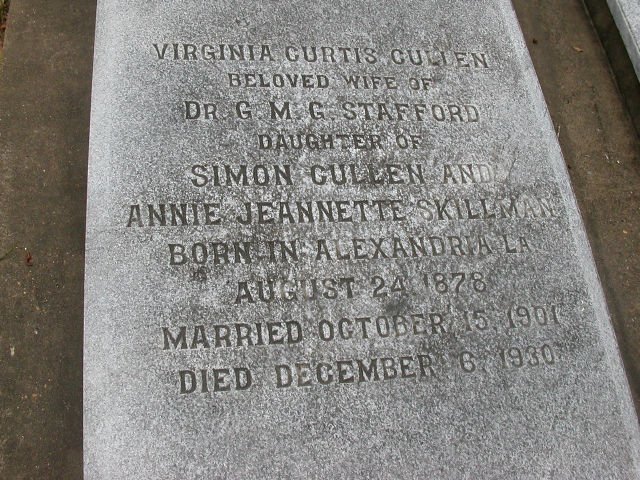 VIRGINIA CURTIS CULLEN
BELOVED WIFE OF
DR. G. M. G. STAFFORD
DAUGHTER OF
SIMON CULLEN AND
ANNIE JEANNETTE SKILLMAN
BORN IN ALEXANDRIA LA.
AUGUST 24, 1878
MARRIED OCTOBER 15, 1901
DIED DECEMBER 6, 1930